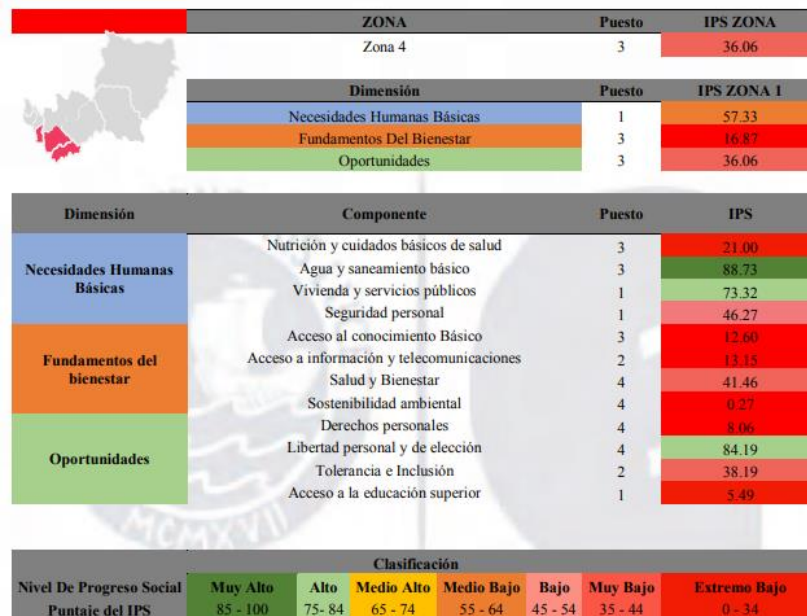 ZONA Puesto IPS ZONA
Zona 4 3 36.06
Dimensión Puesto IPS ZONA 1
Necesidades Humanas Básicas 1 57.33
Fundamentos Del Bienestar 3 16.87
Oportunidades 3 36.06
Dimensión Componente Puesto IPS
Necesidades Humanas Básicas
Nutrición y cuidados básicos de salud 3 21.00
Agua y saneamiento básico 3 88.73
Vivienda y servicios públicos 1 73.32
Seguridad personal 1 46.27
Fundamentos del bienestar
Acceso al conocimiento Básico 3 12.60
Acceso a información y telecomunicaciones 2 13.15
Salud y Bienestar 4 41.46
Sostenibilidad ambiental 4 0.27
Oportunidades
Derechos personales 4 8.06
Libertad personal y de elección 4 84.19
Tolerancia e Inclusión 2 38.19
Acceso a la educación superior 1 5.49
MCMXVII
Clasificación
Nivel De Progreso Social Muy Alto Alto Medio Alto Medio Bajo Bajo Muy Bajo Extremo Bajo
Puntaje del IPS 85 - 100 75- 84 65 - 74 55 - 64 45 - 54 35 - 44 0 - 34